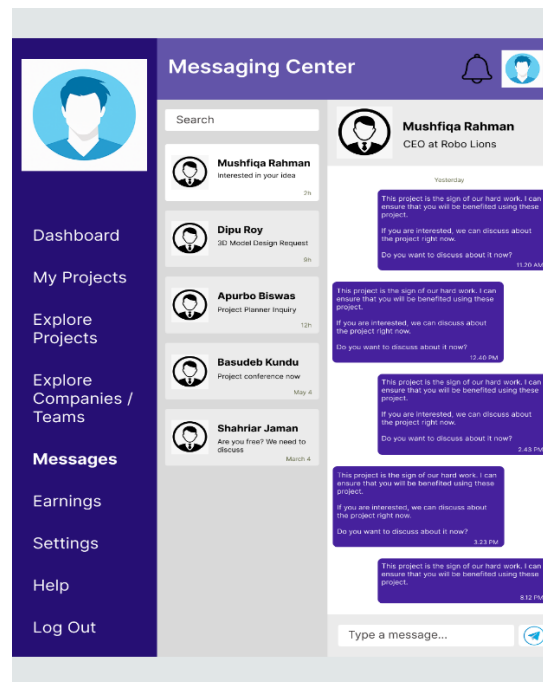 Messaging Center
Dashboard
My Projects
Explore
Projects
Explore
Companies /
Teams
Messages
Earnings
Settings
Help
Log Out
Search
Mushfiqa Rahman
Interested in your idea
2h
Dipu Roy
3D Model Design Request
8h
Apurbo Biswas
Project Planner Inquiry
12h
Basudeb Kundu
Project conference now
May 4
Shahriar Jaman
Are you free? We need to
discuss
March 4
Mushfiqa Rahman
CEO at Robo Lions
Yesterday
This project is the sign of our hard work. I can
ensure that you will be benefited using these
project.
If you are interested, we can discuss about
the project right now.
Do you want to discuss about it now?
11.20 AM
This project is the sign of our hard work. I can
ensure that you will be benefited using these
project.
If you are interested, we can discuss about
the project right now.
Do you want to discuss about it now?
12.40 PM
This project is the sign of our hard work. I can
ensure that you will be benefited using these
project.
If you are interested, we can discuss about
the project right now.
Do you want to discuss about it now?
2.43 PM
This project is the sign of our hard work. I can
ensure that you will be benefited using these
project.
If you are interested, we can discuss about
the project right now.
Do you want to discuss about it now?
3.23 PM
This project is the sign of our hard work. I can
ensure that you will be benefited using these
project.
8.12 PM
Type a message...